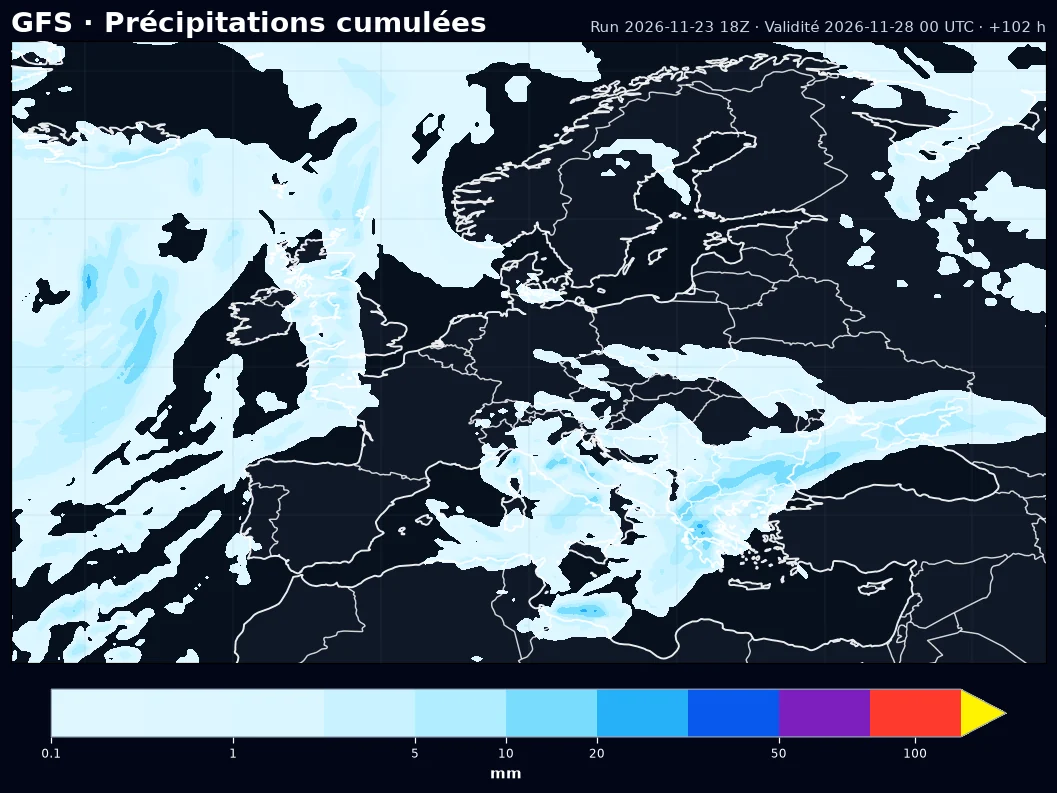 GFS · Précipitations cumulées
Run 2026-11-23 18Z · Validité 2026-11-28 00 UTC · +102 h
0.1 1 5 10 20 50 100
mm